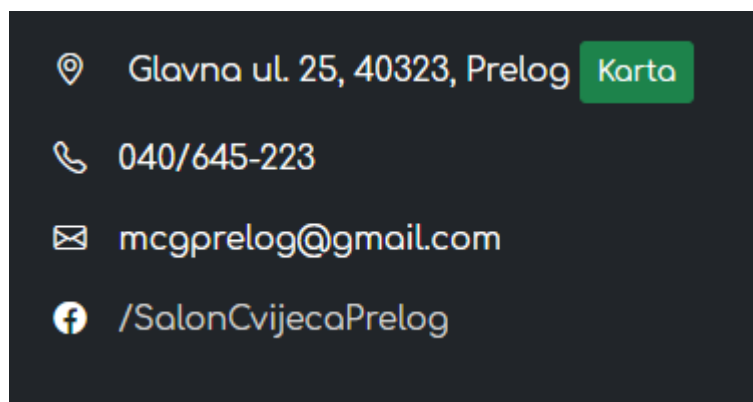 Glavna ul. 25, 40323, Prelog Karta
040/645-223
mcgprelog@gmail.com
/SalonCvijecaPrelog